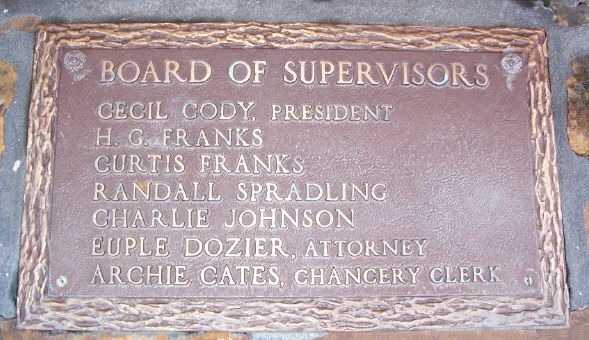 BOARD OF SUPERVISORS
CECIL CODY, PRESIDENT
H. G. FRANKS
CURTIS FRANKS
RANDALL SPRADLING
CHARLIE JOHNSON
EUPLE DOZIER, ATTORNEY
ARCHIE CATES, CHANCERY CLERK